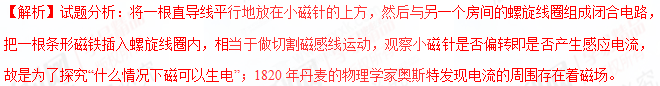 【解析】试题分析：将一根直导线平行地放在小磁针的上方，然后与另一个房间的螺旋线圈组成闭合电路，
把一根条形磁铁插入螺旋线圈内，相当于做切割磁感线运动，观察小磁针是否偏转即是否产生感应电流，
故是为了探究“什么情况下磁可以生电”；1820年丹麦的物理学家奥斯特发现电流的周围存在着磁场。